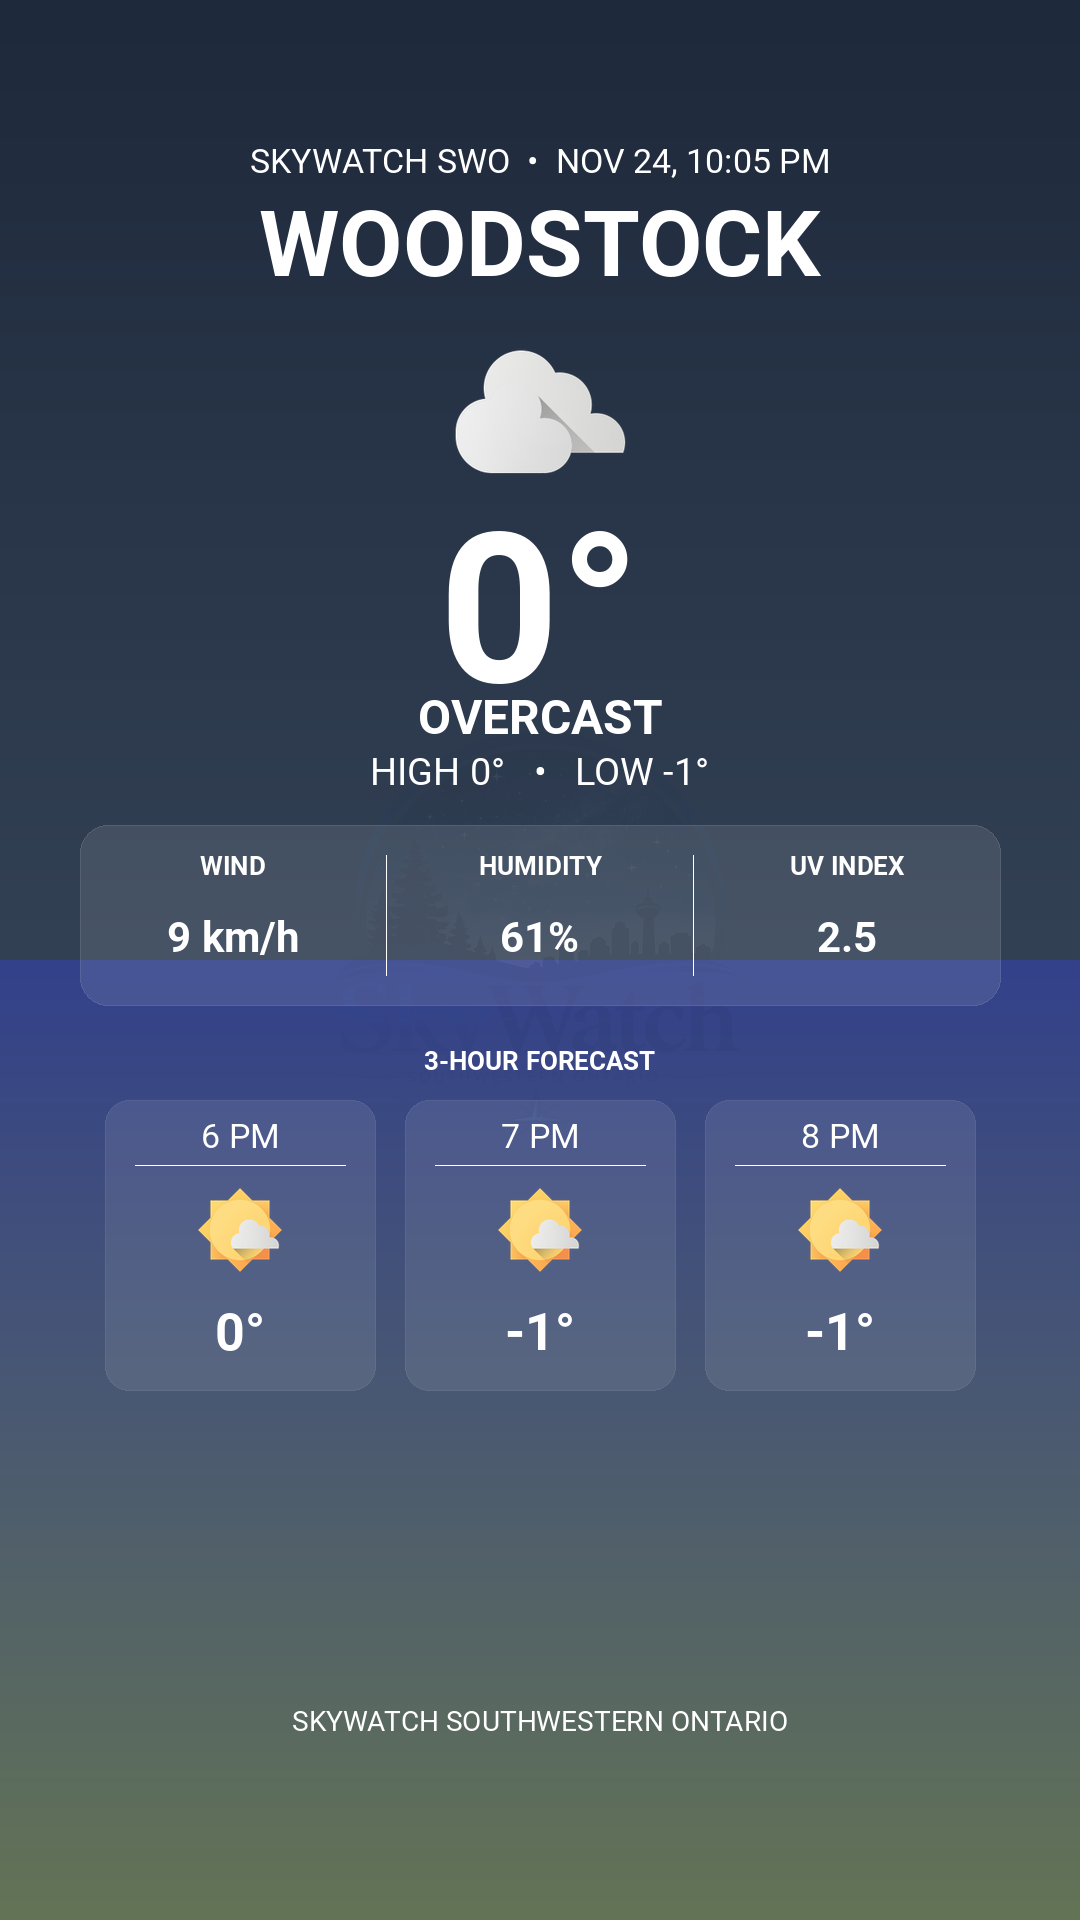 SKYWATCH SWO • NOV 24, 10:05 PM
WOODSTOCK
0°
OVERCAST
HIGH 0° • LOW -1°
WIND HUMIDITY UV INDEX
9 km/h 61% 2.5
SkyWatch
3-HOUR FORECAST
6 PM 7 PM 8 PM
0° -1° -1°
SKYWATCH SOUTHWESTERN ONTARIO